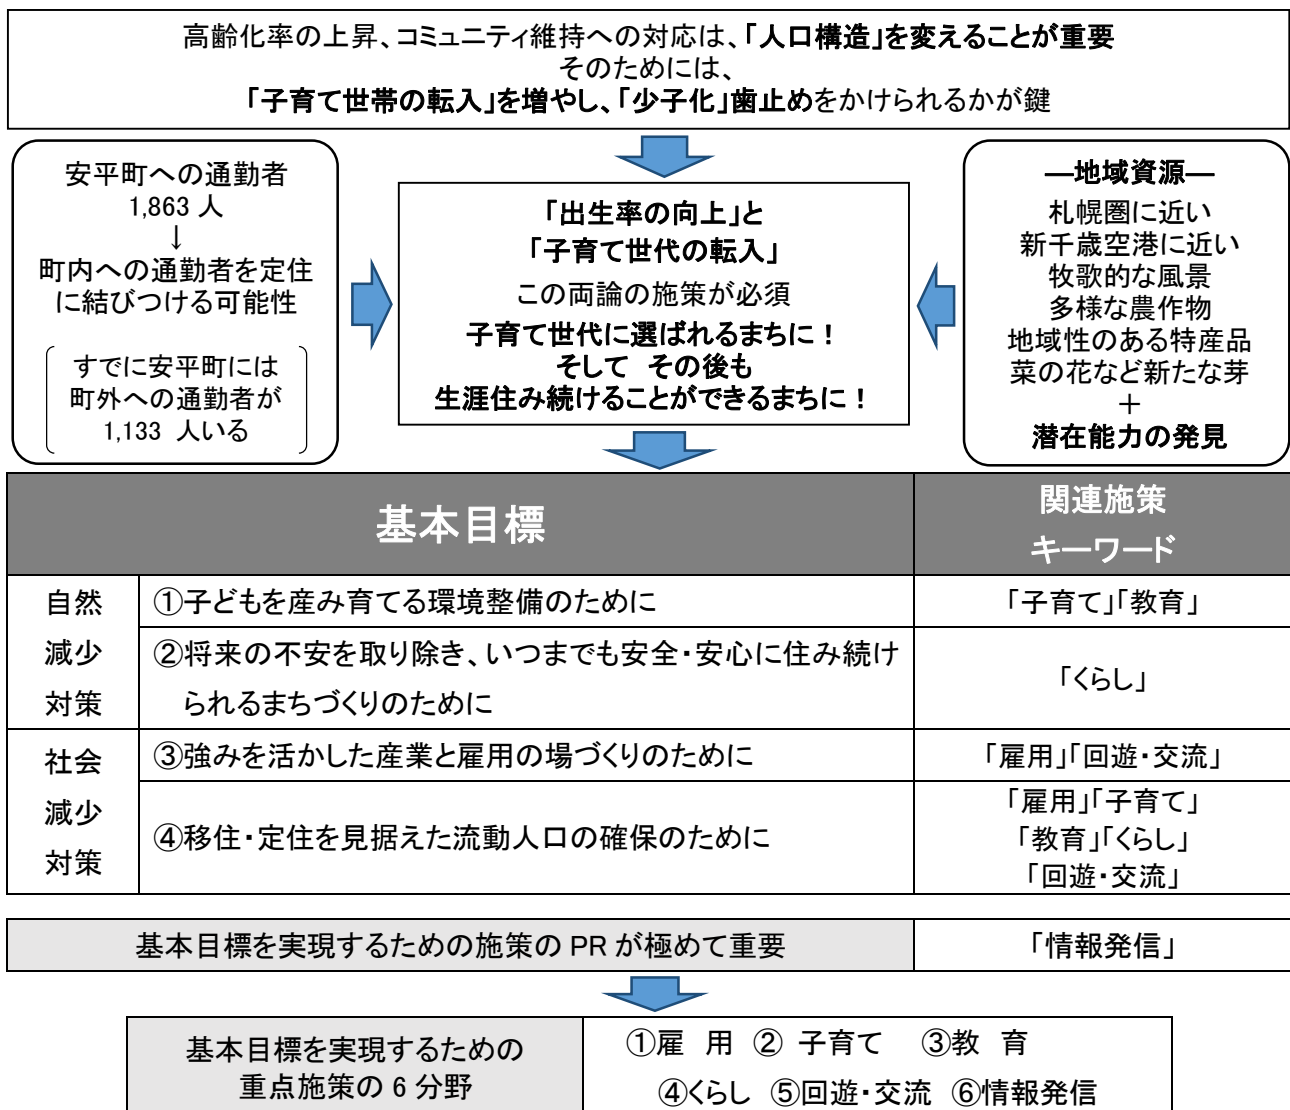 高齢化率の上昇、コミュニティ維持への対応は、「人口構造」を変えることが重要
そのためには、
「子育て世帯の転入」を増やし、「少子化」歯止めをかけられるかが鍵
安平町への通勤者
1,863 人
↓
町内への通勤者を定住
に結びつける可能性
すでに安平町には
町外への通勤者が
1,133 人いる
「出生率の向上」と
「子育て世代の転入」
この両論の施策が必須
子育て世代に選ばれるまちに！
そして その後も
生涯住み続けることができるまちに！
―地域資源―
札幌圏に近い
新千歳空港に近い
牧歌的な風景
多様な農作物
地域性のある特産品
菜の花など新たな芽
＋
潜在能力の発見
基本目標
関連施策
キーワード
自然
減少
対策
①子どもを産み育てる環境整備のために
「子育て」「教育」
②将来の不安を取り除き、いつまでも安全・安心に住み続け
られるまちづくりのために
「くらし」
社会
減少
対策
③強みを活かした産業と雇用の場づくりのために
「雇用」「回遊・交流」
④移住・定住を見据えた流動人口の確保のために
「雇用」「子育て」
「教育」「くらし」
「回遊・交流」
基本目標を実現するための施策の PR が極めて重要
「情報発信」
基本目標を実現するための
重点施策の 6 分野
①雇 用 ② 子育て ③教 育
④くらし ⑤回遊・交流 ⑥情報発信